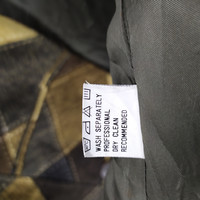 WASH SEPARATELY
PROFESSIONAL
DRY CLEAN
RECOMMENDED